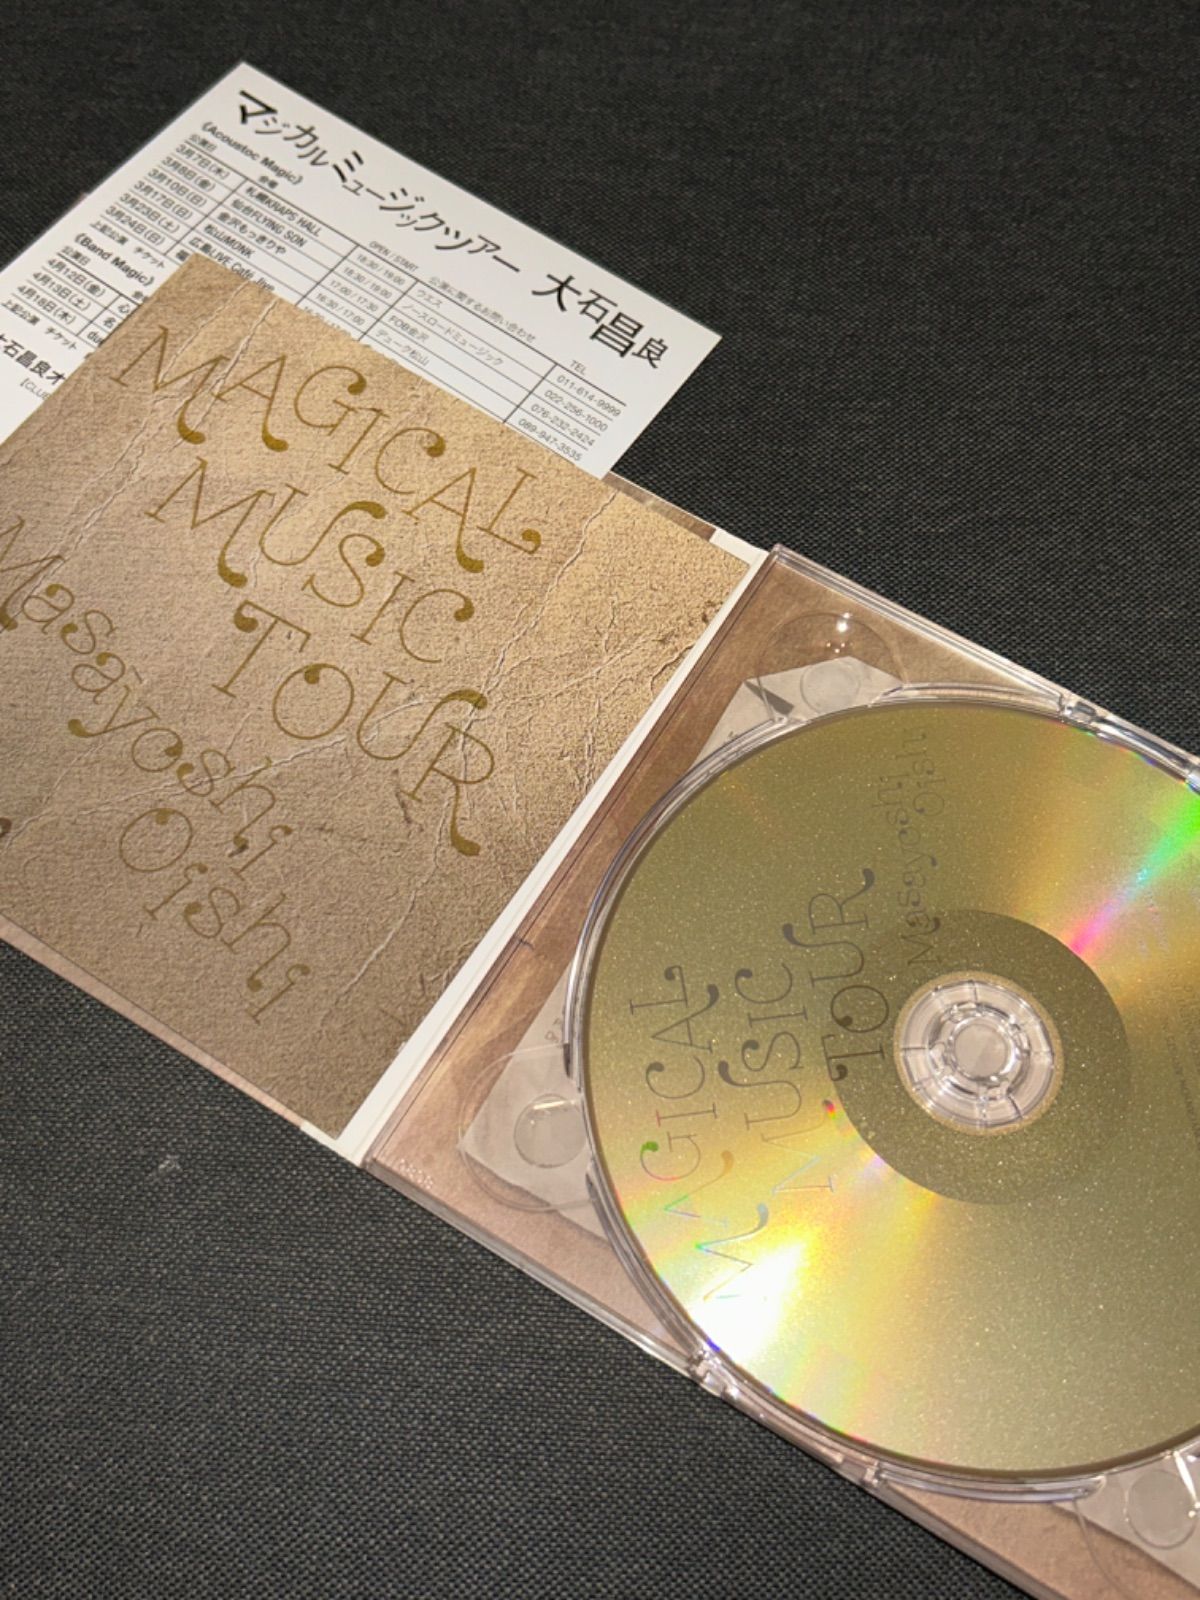 マジカルミュージックツアー 大石昌良
《Acoustoc Magic》
公演日 会場 OPEN / START 公演に関するお問い合わせ TEL
3月7日(木) 札幌KRAPS HALL 18:30 / 19:00 ウエス 011-614-9999
3月8日(金) 仙台FLYING SON 18:30 / 19:00 ノースロードミュージック 022-256-1000
3月10日(日) 金沢もっきりや 17:00 / 17:30 FOB金沢 076-232-2424
3月17日(日) 松山MONK 16:30 / 17:00 デューク松山 089-947-3535
3月23日(土) 広島LIVE Cafe Jive
3月24日(日) 福
上記公演 チケット
《Band Magic》
公演日
4月12日(金) 心
4月13日(土) 名
4月18日(木)
上記公演 チケット
大石昌良オ
MAGICAL
MUSIC
TOUR
Masayoshi
Oishi
MAGICAL
MUSIC
TOUR
Masayoshi
Oishi